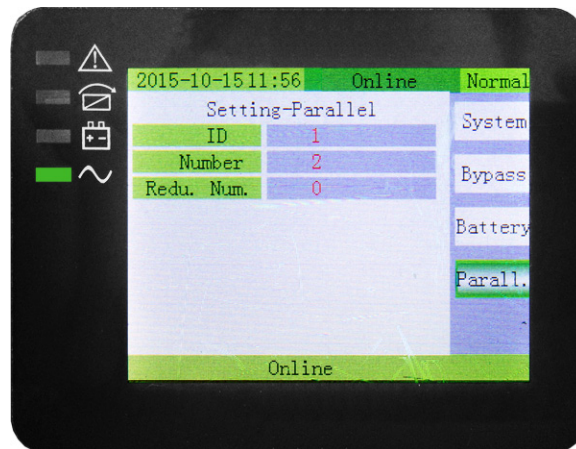 2015-10-15 11:56 Online Normal
Setting-Parallel
ID 1
Number 2
Redu. Num. 0
System
Bypass
Battery
Parall.
Online